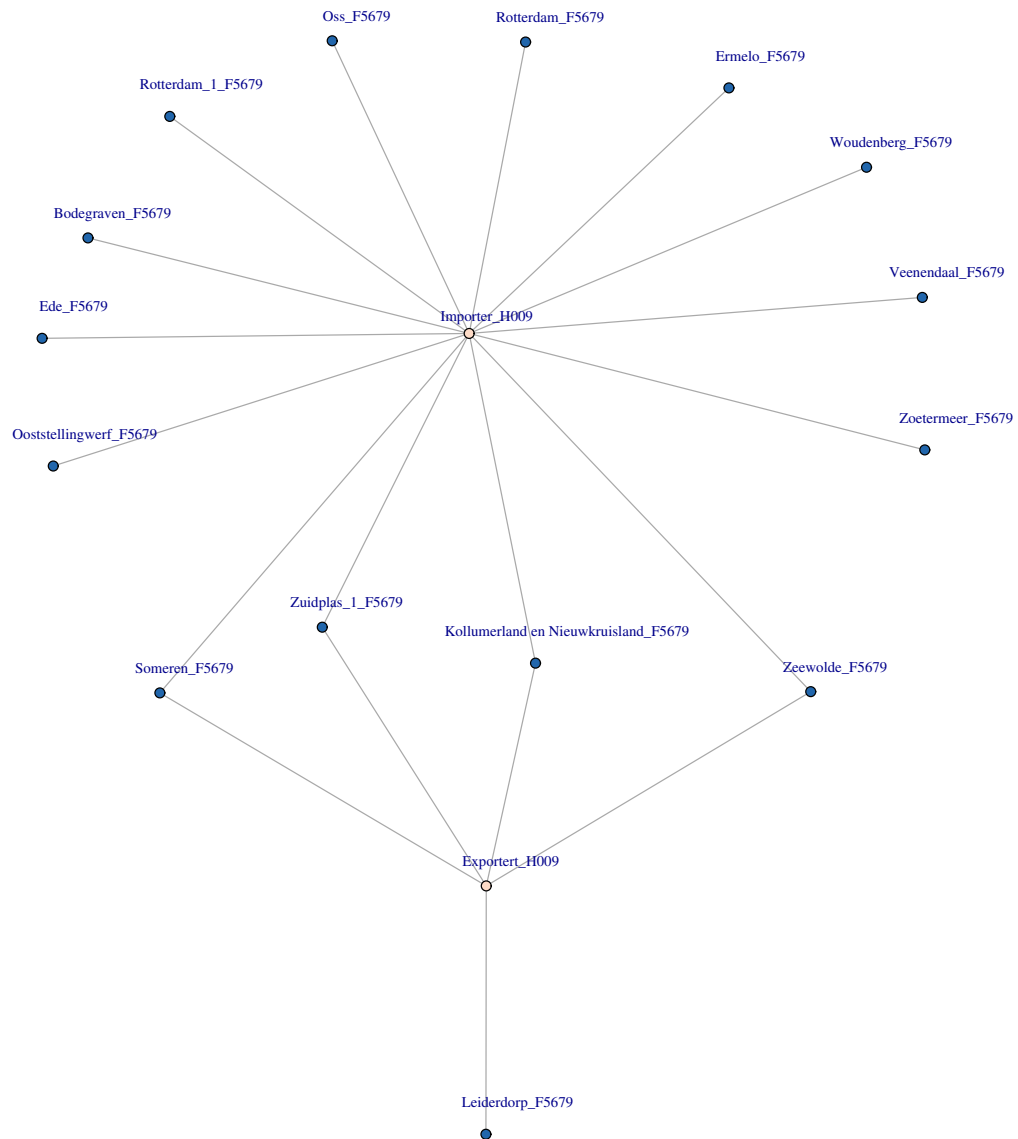 Oss_F5679
Rotterdam_F5679
Ermelo_F5679
Rotterdam_1_F5679
Woudenberg_F5679
Bodegraven_F5679
Veenendaal_F5679
Ede_F5679
Importer_H009
Zoetermeer_F5679
Ooststellingwerf_F5679
Zuidplas_1_F5679
Kollumerland en Nieuwkruisland_F5679
Someren_F5679
Zeewolde_F5679
Exportert_H009
Leiderdorp_F5679